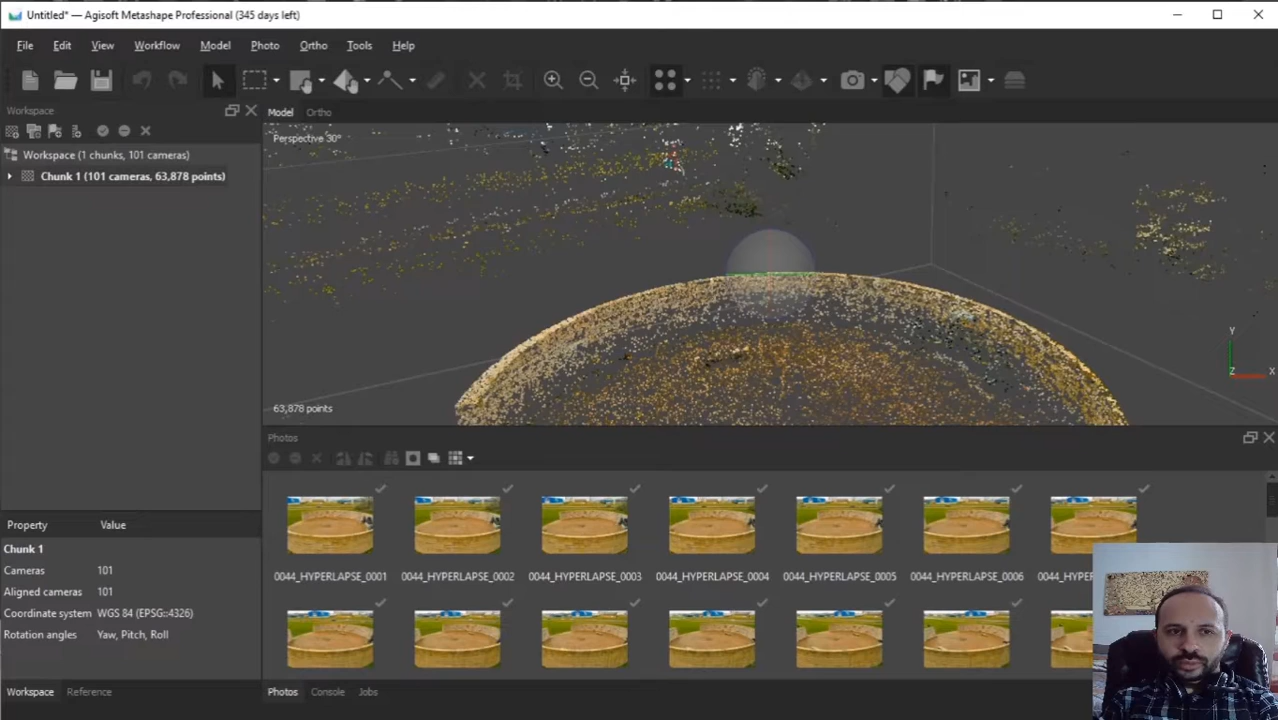 Untitled* — Agisoft Metashape Professional (345 days left)
File Edit View Workflow Model Photo Ortho Tools Help
Workspace
Model Ortho
Perspective 30°
Workspace (1 chunks, 101 cameras)
Chunk 1 (101 cameras, 63,878 points)
Y
Z X
63,878 points
Photos
Property Value
Chunk 1
Cameras 101
Aligned cameras 101
Coordinate system WGS 84 (EPSG::4326)
Rotation angles Yaw, Pitch, Roll
0044_HYPERLAPSE_0001 0044_HYPERLAPSE_0002 0044_HYPERLAPSE_0003 0044_HYPERLAPSE_0004 0044_HYPERLAPSE_0005 0044_HYPERLAPSE_0006
Workspace Reference
Photos Console Jobs